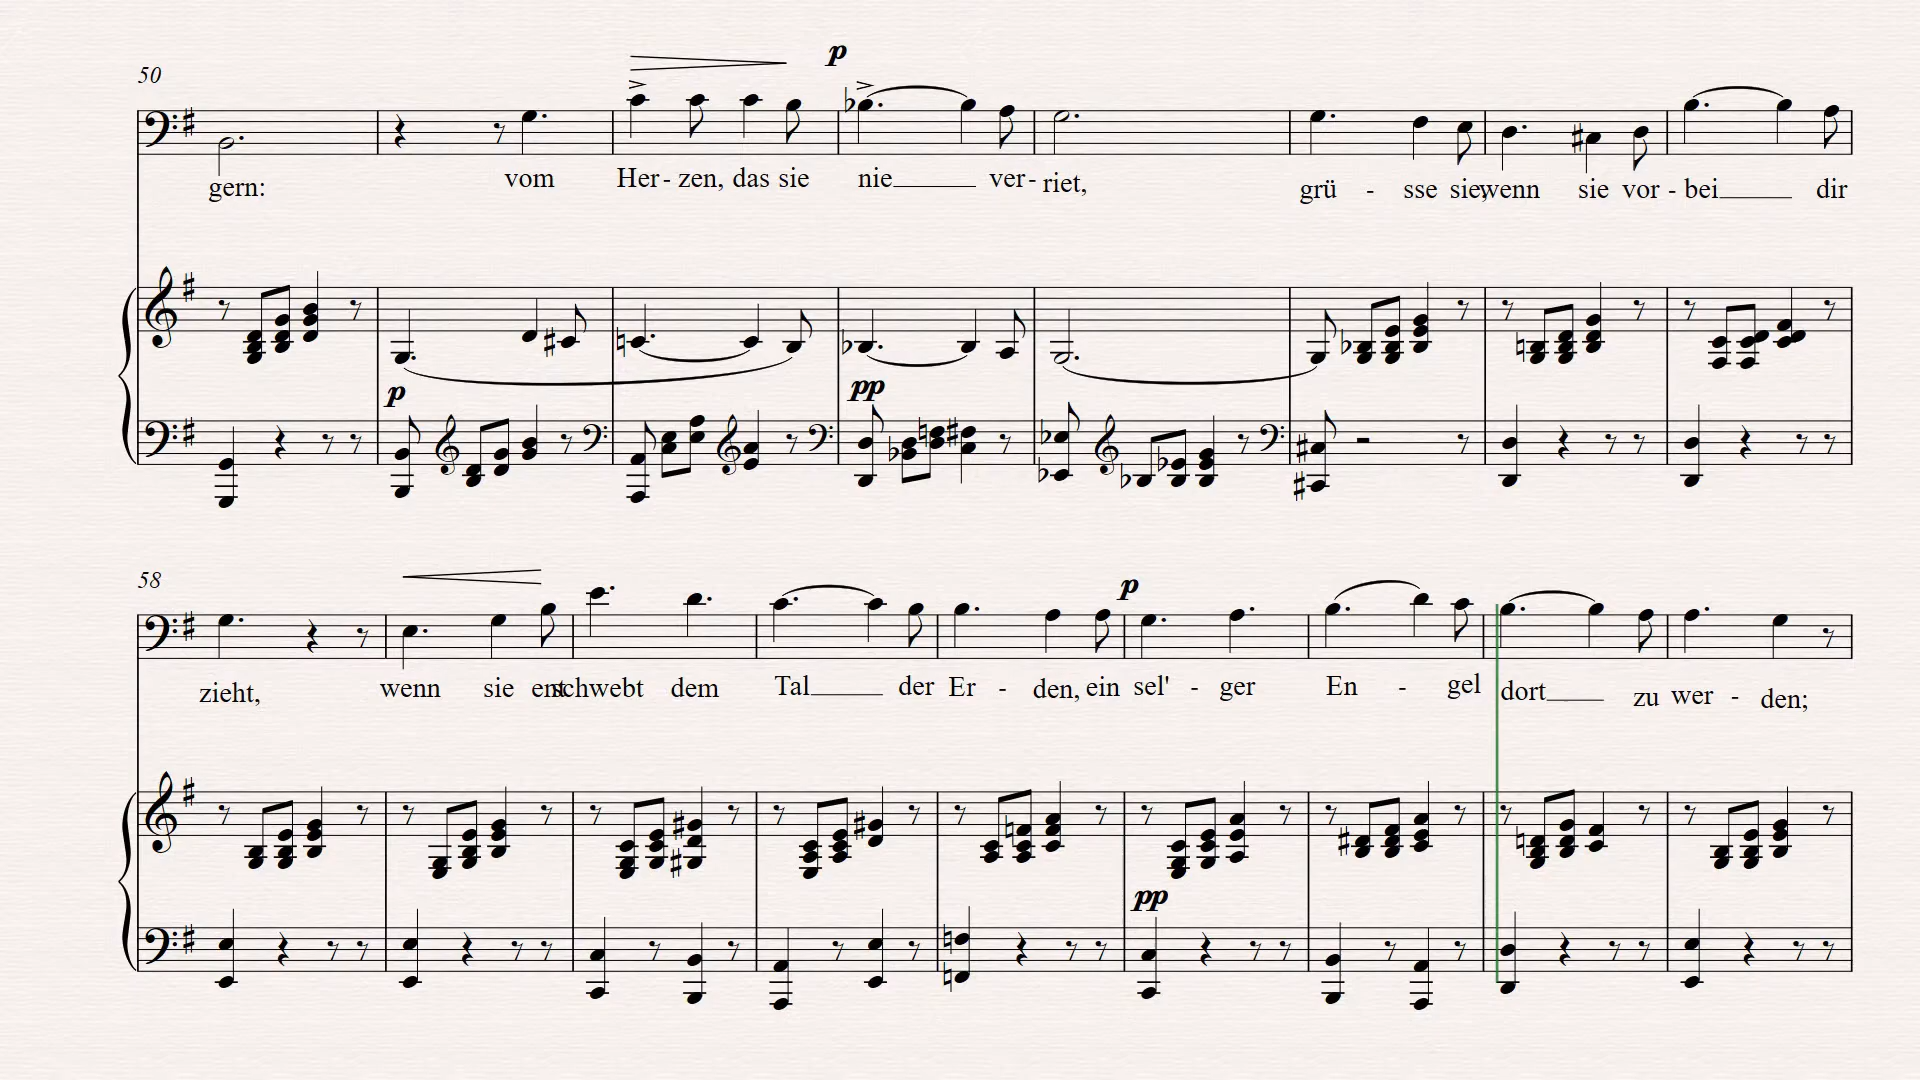 50
p
gern: vom Her - zen, das sie nie ver - riet, grü - sse sie, wenn sie vor - bei dir
p pp
58
p
zieht, wenn sie ent schwebt dem Tal der Er - den, ein sel' - ger En - gel dort zu wer - den;
pp